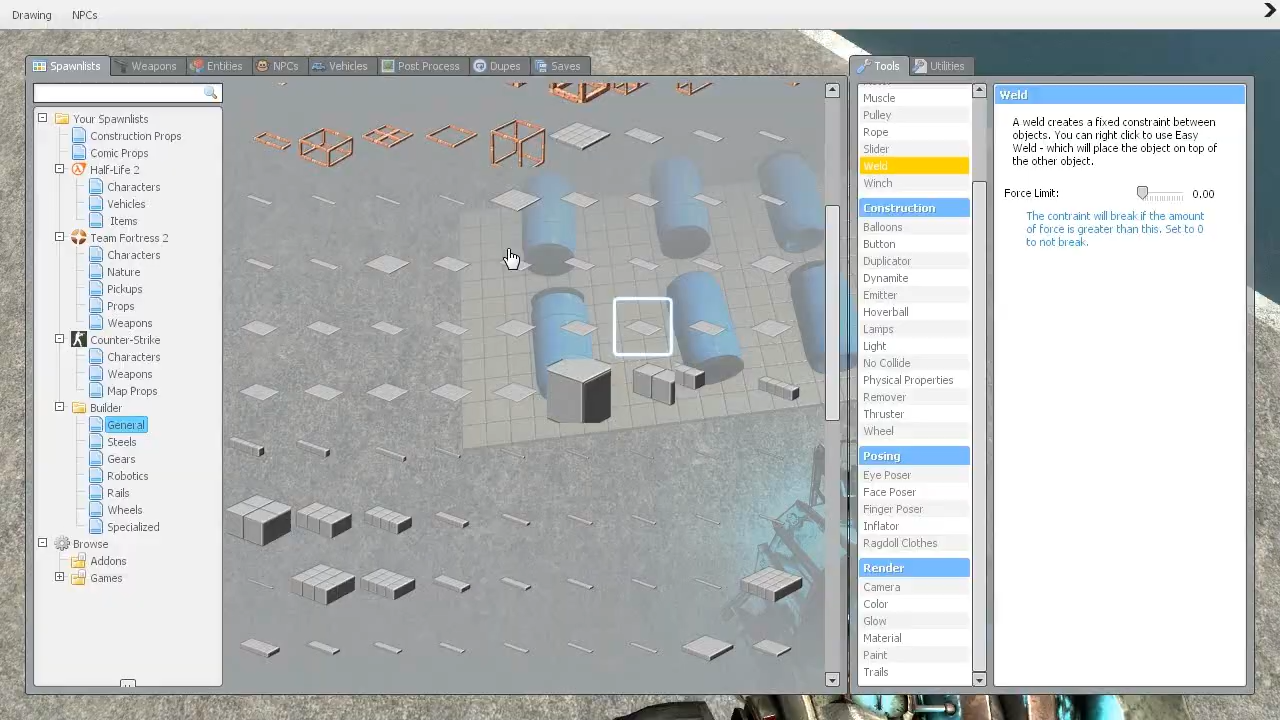 Drawing NPCs
Spawnlists Weapons Entities NPCs Vehicles Post Process Dupes Saves
Your Spawnlists
Construction Props
Comic Props
Half-Life 2
Characters
Vehicles
Items
Team Fortress 2
Characters
Nature
Pickups
Props
Weapons
Counter-Strike
Characters
Weapons
Map Props
Builder
General
Steels
Gears
Robotics
Rails
Wheels
Specialized
Browse
Addons
Games
Tools Utilities
Muscle
Pulley
Rope
Slider
Weld
Winch
Construction
Balloons
Button
Duplicator
Dynamite
Emitter
Hoverball
Lamps
Light
No Collide
Physical Properties
Remover
Thruster
Wheel
Posing
Eye Poser
Face Poser
Finger Poser
Inflator
Ragdoll Clothes
Render
Camera
Color
Glow
Material
Paint
Trails
Weld
A weld creates a fixed constraint between
objects. You can right click to use Easy
Weld - which will place the object on top of
the other object.
Force Limit: 0.00
The contraint will break if the amount
of force is greater than this. Set to 0
to not break.